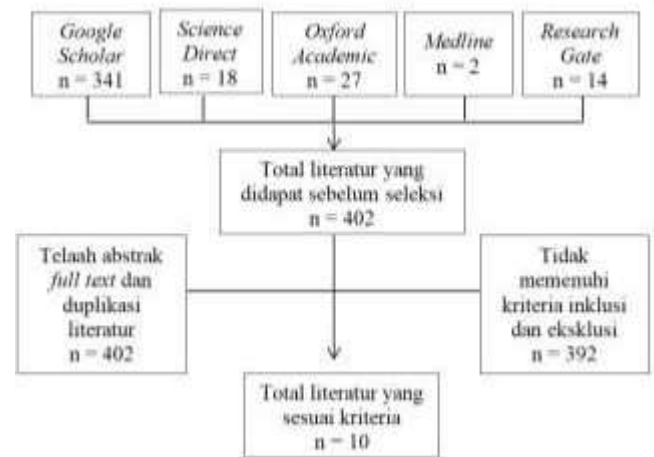 Google
Scholar
n = 341
Science
Direct
n = 18
Oxford
Academic
n = 27
Medline
n = 2
Research
Gate
n = 14
Total literatur yang
didapat sebelum seleksi
n = 402
Telaah abstrak
full text dan
duplikasi
literatur
n = 402
Tidak
memenuhi
kriteria inklusi
dan eksklusi
n = 392
Total literatur yang
sesuai kriteria
n = 10